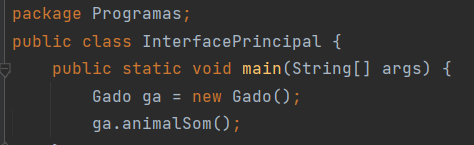 package Programas;
public class InterfacePrincipal {
    public static void main(String[] args) {
        Gado ga = new Gado();
        ga.animalSom();